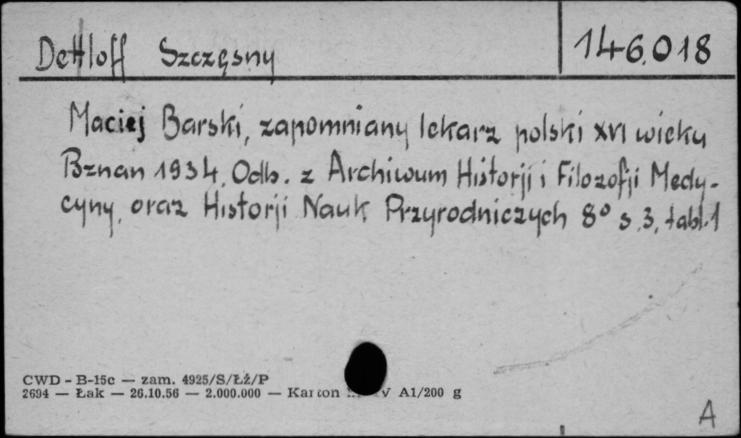 Dettloff Szczęsny 146.018
Maciej Barski, zapomniany lekarz polski XVI wieku
Poznań 1934. Odb. z Archiwum Historji i Filozofji Medy-
cyny, oraz Historji Nauk Przyrodniczych 8° s. 3, tabl. 1
CWD - B-15c — zam. 4925/S/Łż/P
2694 — Łak — 26.10.56 — 2.000.000 — Karton V A1/200 g
A